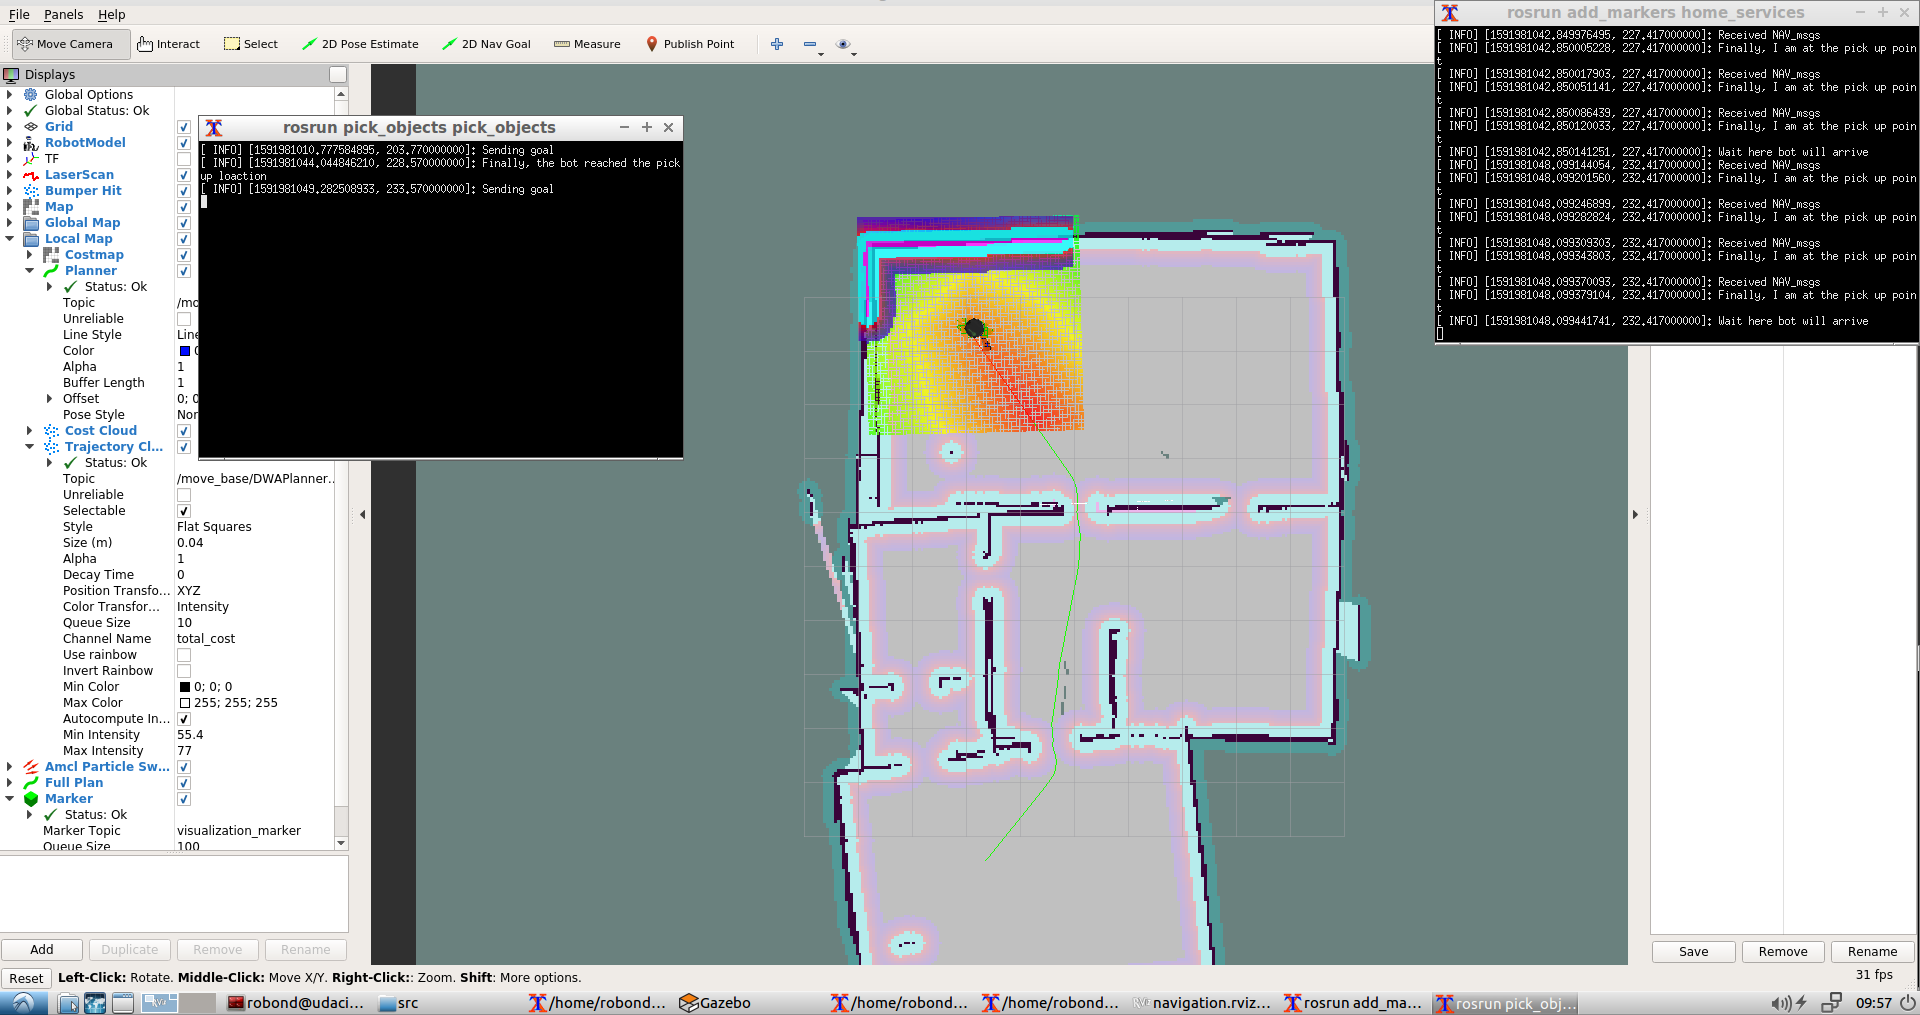 File Panels Help
Move Camera Interact Select 2D Pose Estimate 2D Nav Goal Measure Publish Point
Displays
Global Options
Global Status: Ok
Grid
RobotModel
TF
LaserScan
Bumper Hit
Map
Global Map
Local Map
Costmap
Planner
Status: Ok
Topic /mo
Unreliable
Line Style Line
Color 0
Alpha 1
Buffer Length 1
Offset 0; 0
Pose Style Nor
Cost Cloud
Trajectory Cl...
Status: Ok
Topic /move_base/DWAPlanner...
Unreliable
Selectable
Style Flat Squares
Size (m) 0.04
Alpha 1
Decay Time 0
Position Transfo... XYZ
Color Transfor... Intensity
Queue Size 10
Channel Name total_cost
Use rainbow
Invert Rainbow
Min Color 0; 0; 0
Max Color 255; 255; 255
Autocompute In...
Min Intensity 55.4
Max Intensity 77
Amcl Particle Sw...
Full Plan
Marker
Status: Ok
Marker Topic visualization_marker
Queue Size 100
Add Duplicate Remove Rename
Reset Left-Click: Rotate. Middle-Click: Move X/Y. Right-Click:: Zoom. Shift: More options.
rosrun pick_objects pick_objects
[ INFO] [1591981010.777584895, 203.770000000]: Sending goal
[ INFO] [1591981044.044846210, 228.570000000]: Finally, the bot reached the pick
up loaction
[ INFO] [1591981049.282508933, 233.570000000]: Sending goal
rosrun add_markers home_services
[ INFO] [1591981042.849976495, 227.417000000]: Received NAV_msgs
[ INFO] [1591981042.850005228, 227.417000000]: Finally, I am at the pick up poin
t
[ INFO] [1591981042.850017903, 227.417000000]: Received NAV_msgs
[ INFO] [1591981042.850051141, 227.417000000]: Finally, I am at the pick up poin
t
[ INFO] [1591981042.850086439, 227.417000000]: Received NAV_msgs
[ INFO] [1591981042.850120033, 227.417000000]: Finally, I am at the pick up poin
t
[ INFO] [1591981042.850141251, 227.417000000]: Wait here bot will arrive
[ INFO] [1591981048.099144054, 232.417000000]: Received NAV_msgs
[ INFO] [1591981048.099201560, 232.417000000]: Finally, I am at the pick up poin
t
[ INFO] [1591981048.099246899, 232.417000000]: Received NAV_msgs
[ INFO] [1591981048.099282824, 232.417000000]: Finally, I am at the pick up poin
t
[ INFO] [1591981048.099309303, 232.417000000]: Received NAV_msgs
[ INFO] [1591981048.099343803, 232.417000000]: Finally, I am at the pick up poin
t
[ INFO] [1591981048.099370093, 232.417000000]: Received NAV_msgs
[ INFO] [1591981048.099379104, 232.417000000]: Finally, I am at the pick up poin
t
[ INFO] [1591981048.099441741, 232.417000000]: Wait here bot will arrive
Save Remove Rename
31 fps
robond@udaci... src /home/robond... Gazebo /home/robond... /home/robond... navigation.rviz... rosrun add_ma... rosrun pick_obj... 09:57